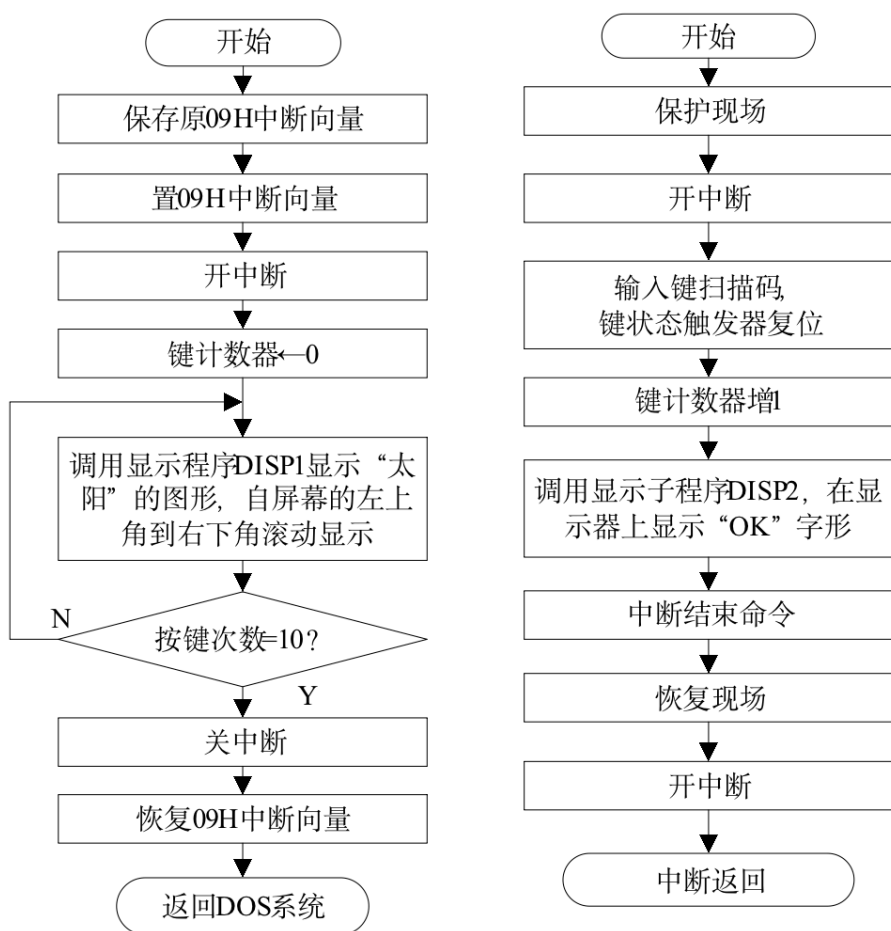 开始
保存原09H中断向量
置09H中断向量
开中断
键计数器←0
调用显示程序DISP1显示“太
阳”的图形，自屏幕的左上
角到右下角滚动显示
N
按键次数=10？
Y
关中断
恢复09H中断向量
返回DOS系统
开始
保护现场
开中断
输入键扫描码，
键状态触发器复位
键计数器增1
调用显示子程序DISP2，在显
示器上显示“OK”字形
中断结束命令
恢复现场
开中断
中断返回